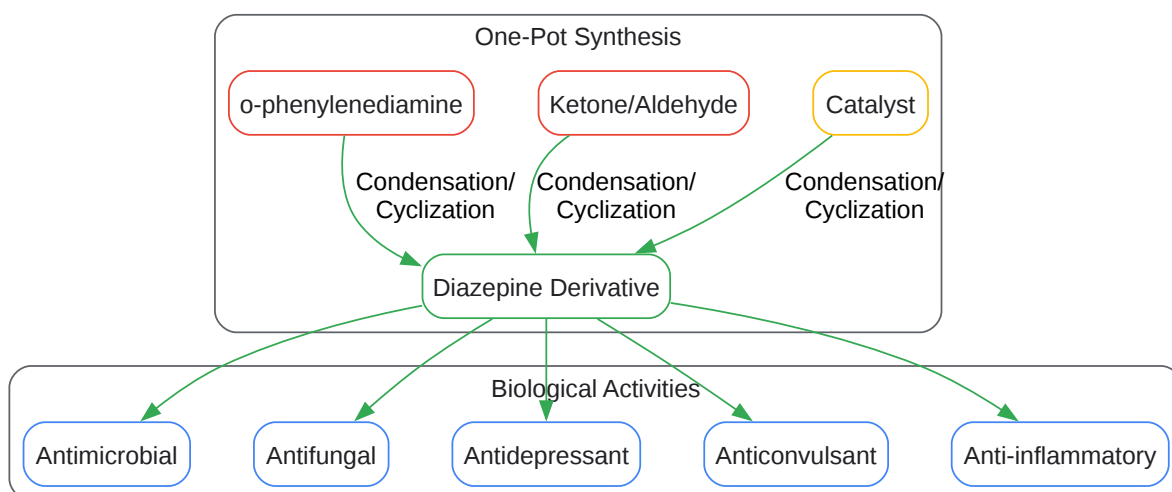 One-Pot Synthesis
o-phenylenediamine
Ketone/Aldehyde
Catalyst
Condensation/
Cyclization
Condensation/
Cyclization
Condensation/
Cyclization
Diazepine Derivative
Biological Activities
Antimicrobial
Antifungal
Antidepressant
Anticonvulsant
Anti-inflammatory